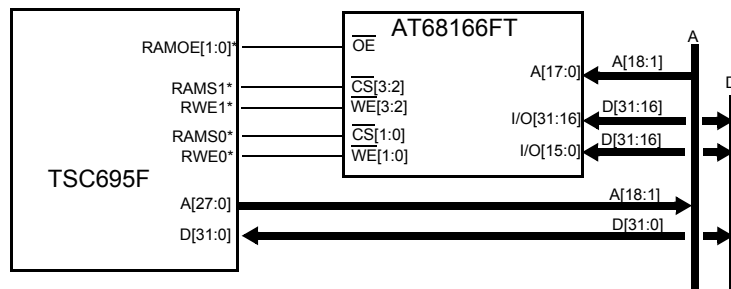 TSC695F
RAMOE[1:0]*
RAMS1*
RWE1*
RAMS0*
RWE0*
A[27:0]
D[31:0]
AT68166FT
OE
CS[3:2]
WE[3:2]
CS[1:0]
WE[1:0]
A[17:0]
I/O[31:16]
I/O[15:0]
A[18:1]
D[31:16]
D[31:16]
A[18:1]
D[31:0]
A